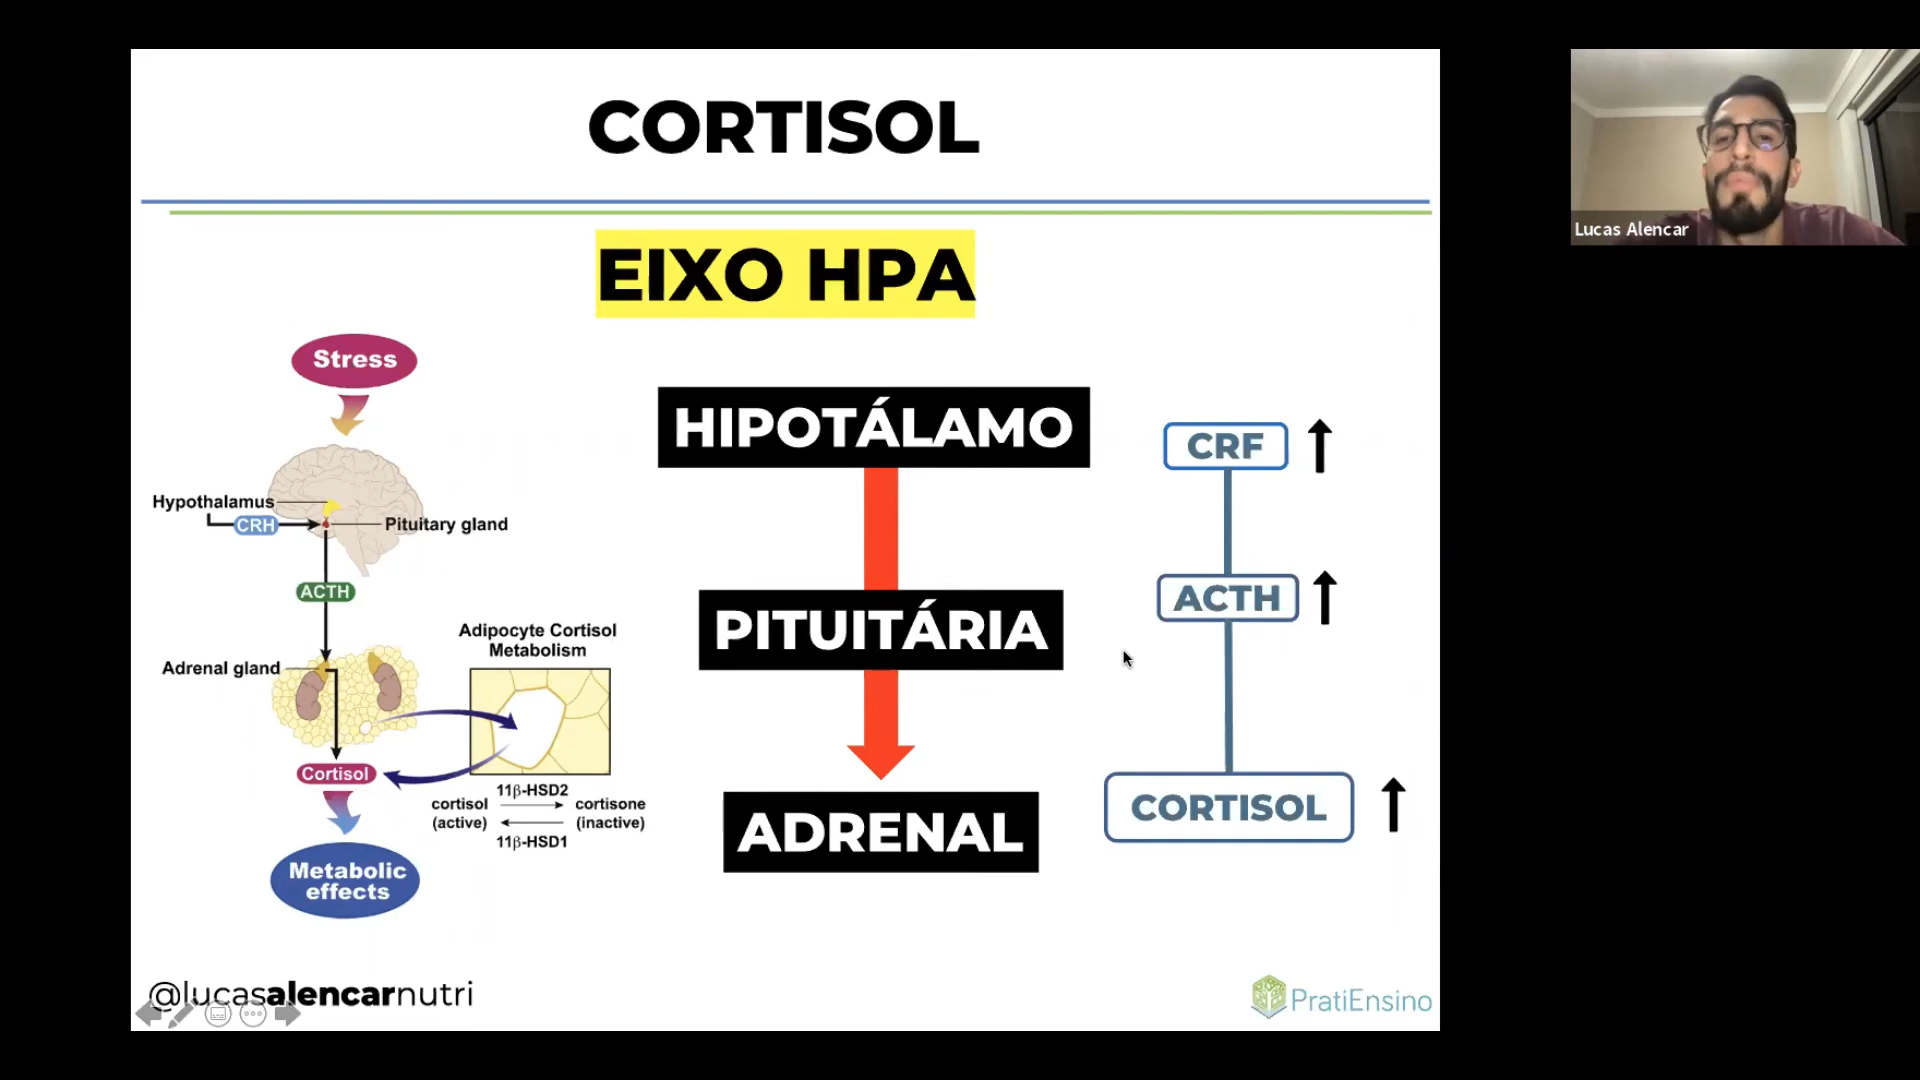 CORTISOL
EIXO HPA
Stress
Hypothalamus
CRH
Pituitary gland
ACTH
Adrenal gland
Adipocyte Cortisol
Metabolism
Cortisol
11β-HSD2
cortisol
(active)
cortisone
(inactive)
11β-HSD1
Metabolic
effects
HIPOTÁLAMO
PITUITÁRIA
ADRENAL
CRF
ACTH
CORTISOL
@lucasalencarnutri
PratiEnsino
Lucas Alencar